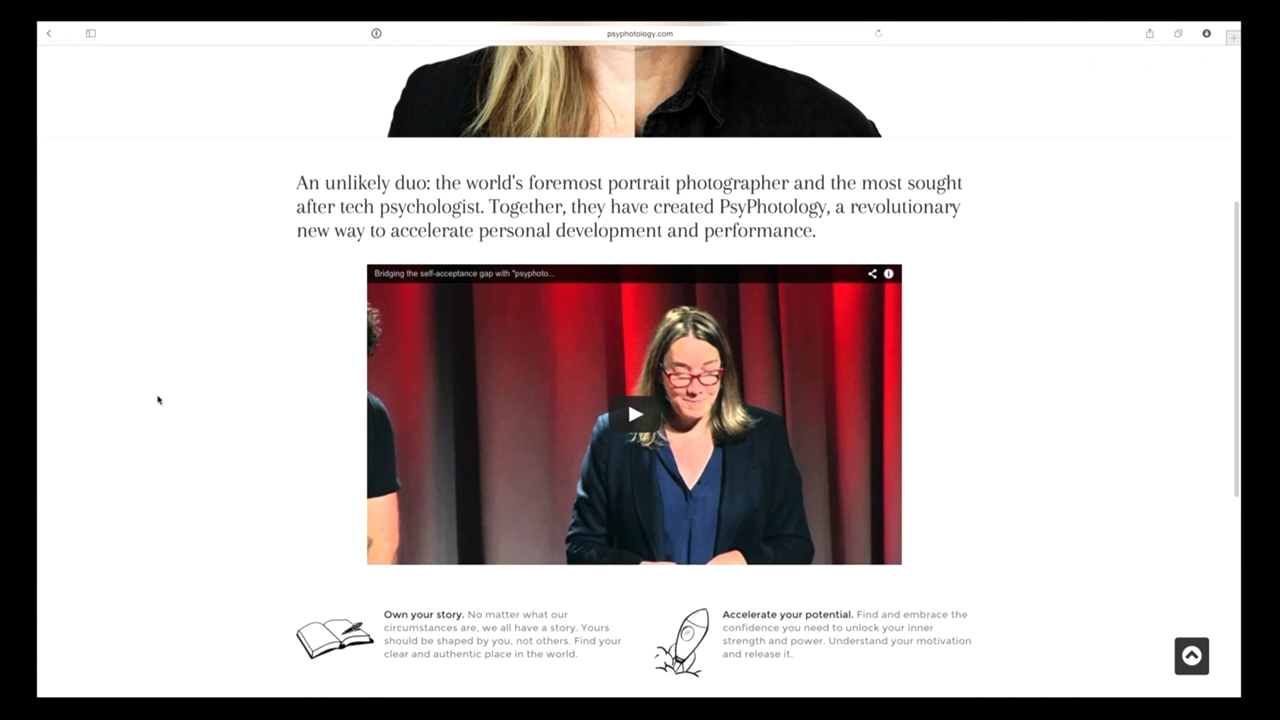 psyphotology.com
An unlikely duo: the world's foremost portrait photographer and the most sought
after tech psychologist. Together, they have created PsyPhotology, a revolutionary
new way to accelerate personal development and performance.
Bridging the self-acceptance gap with "psyphoto...
Own your story. No matter what our
circumstances are, we all have a story. Yours
should be shaped by you, not others. Find your
clear and authentic place in the world.
Accelerate your potential. Find and embrace the
confidence you need to unlock your inner
strength and power. Understand your motivation
and release it.